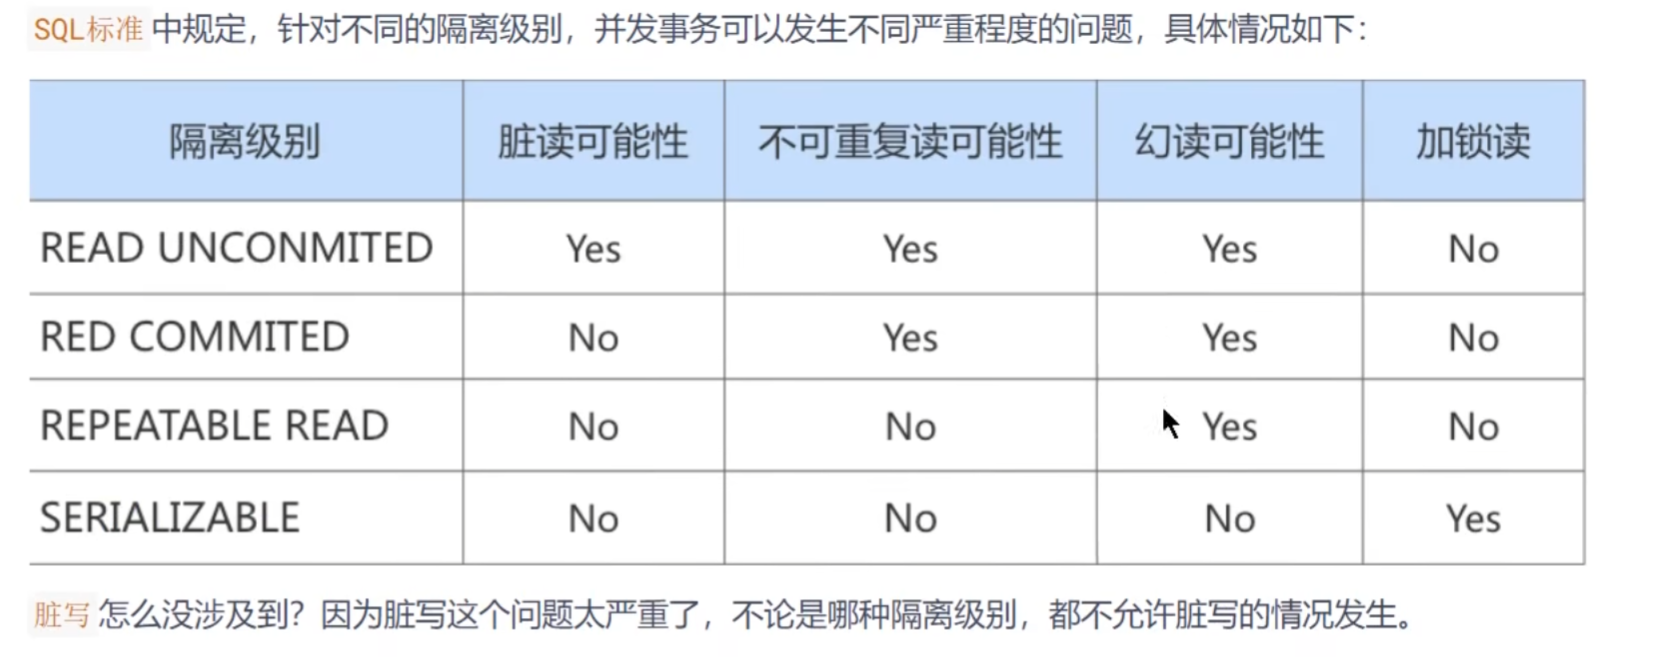 SQL标准 中规定，针对不同的隔离级别，并发事务可以发生不同严重程度的问题，具体情况如下：
隔离级别 脏读可能性 不可重复读可能性 幻读可能性 加锁读
READ UNCONMITED Yes Yes Yes No
RED COMMITED No Yes Yes No
REPEATABLE READ No No Yes No
SERIALIZABLE No No No Yes
脏写 怎么没涉及到？因为脏写这个问题太严重了，不论是哪种隔离级别，都不允许脏写的情况发生。